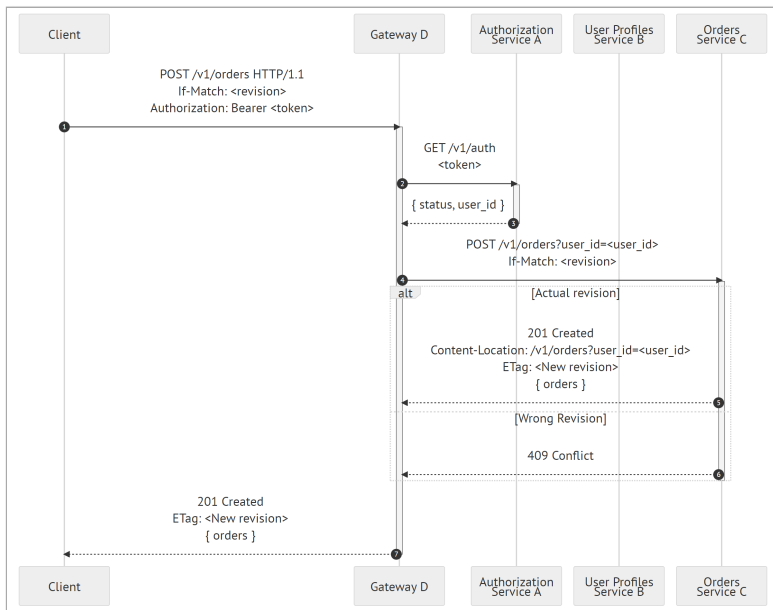 Client
Gateway D
Authorization
Service A
User Profiles
Service B
Orders
Service C
POST /v1/orders HTTP/1.1
If-Match: <revision>
Authorization: Bearer <token>
1
GET /v1/auth
<token>
2
{ status, user_id }
3
POST /v1/orders?user_id=<user_id>
If-Match: <revision>
4
alt
[Actual revision]
201 Created
Content-Location: /v1/orders?user_id=<user_id>
ETag: <New revision>
{ orders }
5
[Wrong Revision]
409 Conflict
6
201 Created
ETag: <New revision>
{ orders }
7
Client
Gateway D
Authorization
Service A
User Profiles
Service B
Orders
Service C